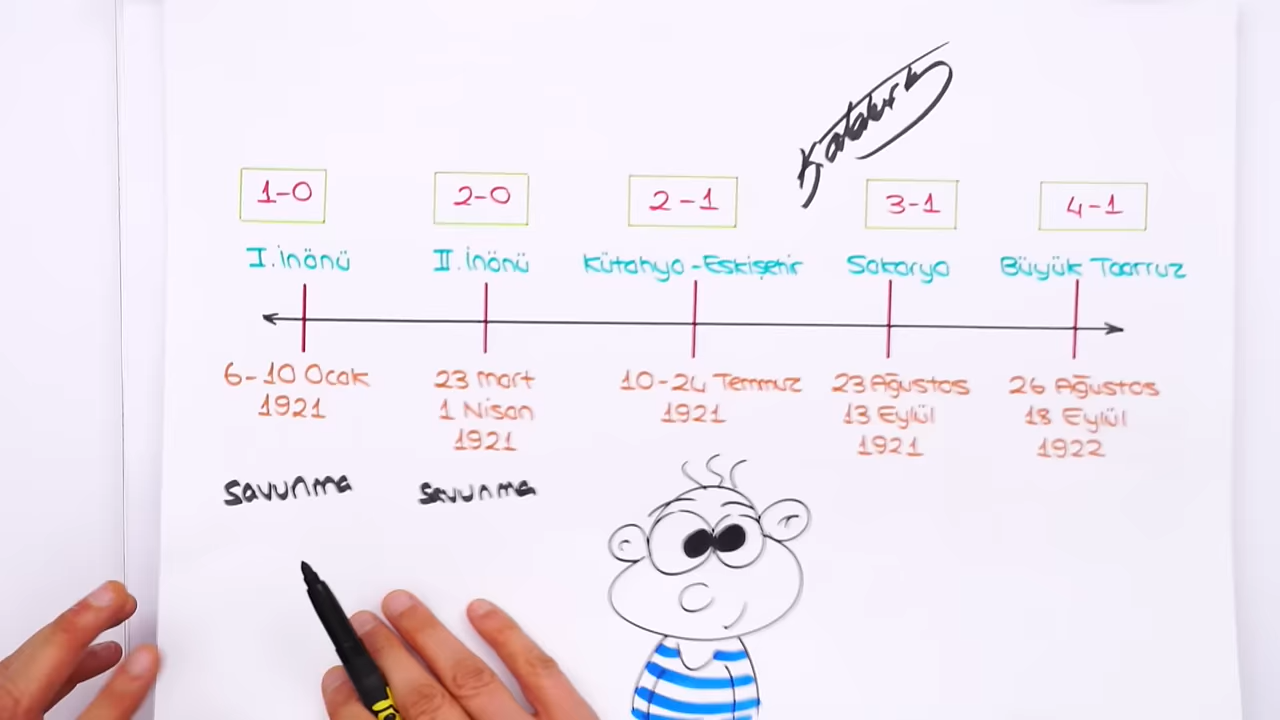 1-0
2-0
2-1
3-1
4-1
I. İnönü
II. İnönü
Kütahya-Eskişehir
Sakarya
Büyük Taarruz
6-10 Ocak
1921
23 mart
1 Nisan
1921
10-24 Temmuz
1921
23 Ağustos
13 Eylül
1921
26 Ağustos
18 Eylül
1922
savunma
savunma